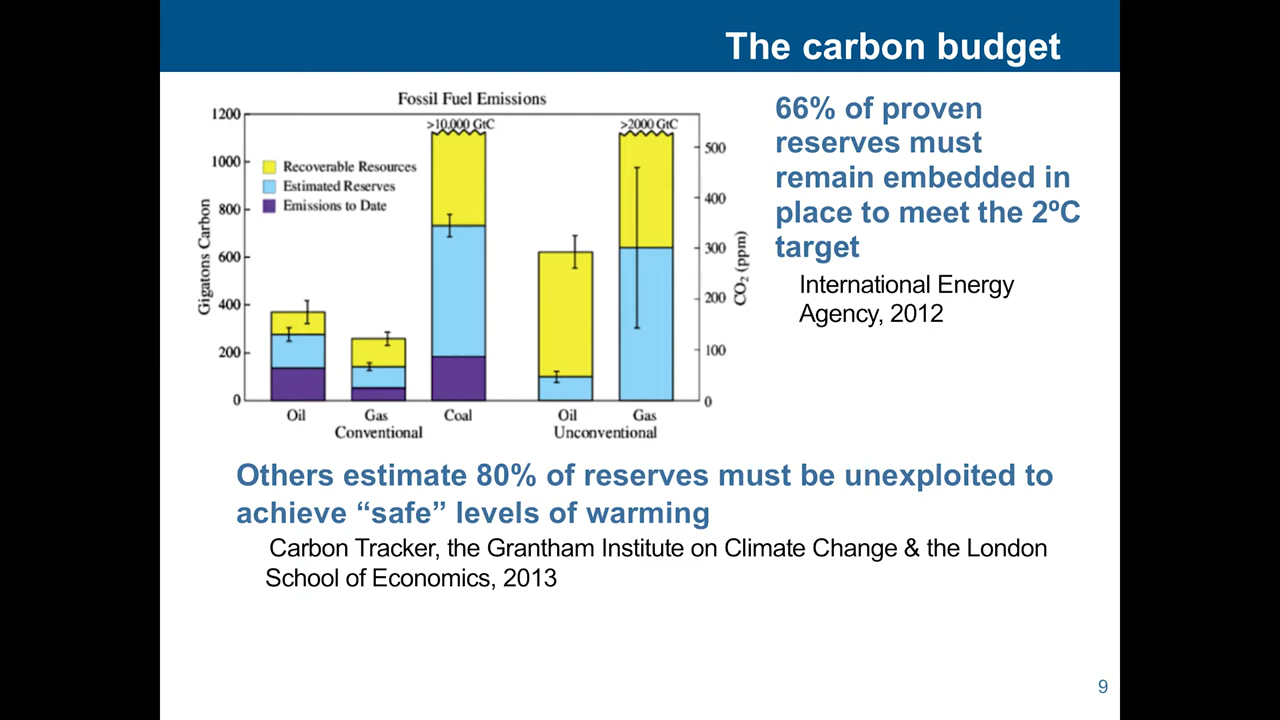 The carbon budget
Fossil Fuel Emissions
1200
1000
800
600
400
200
0
Gigatons Carbon
>10,000 GtC
>2000 GtC
Recoverable Resources
Estimated Reserves
Emissions to Date
500
400
300
200
100
0
CO₂ (ppm)
Oil
Gas
Coal
Oil
Gas
Conventional
Unconventional
66% of proven
reserves must
remain embedded in
place to meet the 2ºC
target
International Energy
Agency, 2012
Others estimate 80% of reserves must be unexploited to
achieve “safe” levels of warming
Carbon Tracker, the Grantham Institute on Climate Change & the London
School of Economics, 2013
9